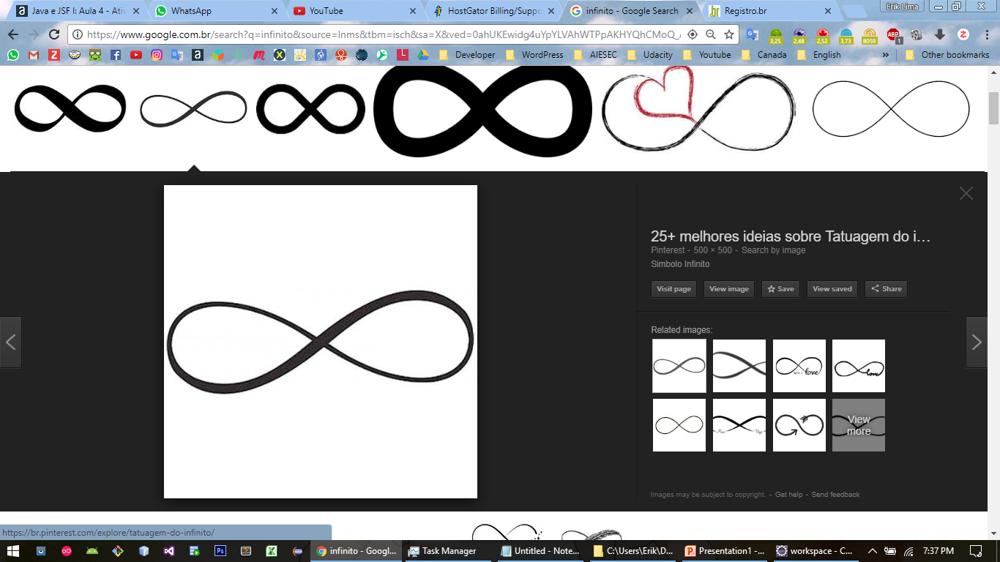 Java e JSF I: Aula 4 - Ativ
WhatsApp
YouTube
HostGator Billing/Suppo
infinito - Google Search
Registro.br
Erik Lima
https://www.google.com.br/search?q=infinito&source=lnms&tbm=isch&sa=X&ved=0ahUKEwidg4uYpYLVAhWTPpAKHYQhCMoQ_A
3,25
2,48
2,52
3,73
8059
ABP
1
Developer
WordPress
AIESEC
Udacity
Youtube
Canada
English
»
Other bookmarks
25+ melhores ideias sobre Tatuagem do i…
Pinterest - 500 × 500 - Search by image
Simbolo Infinito
Visit page
View image
Save
View saved
Share
Related images:
love
love
View more
Images may be subject to copyright. - Get help - Send feedback
https://br.pinterest.com/explore/tatuagem-do-infinito/
infinito - Googl...
Task Manager
Untitled - Note...
C:\Users\Erik\D...
Presentation1 -...
workspace - C...
7:37 PM